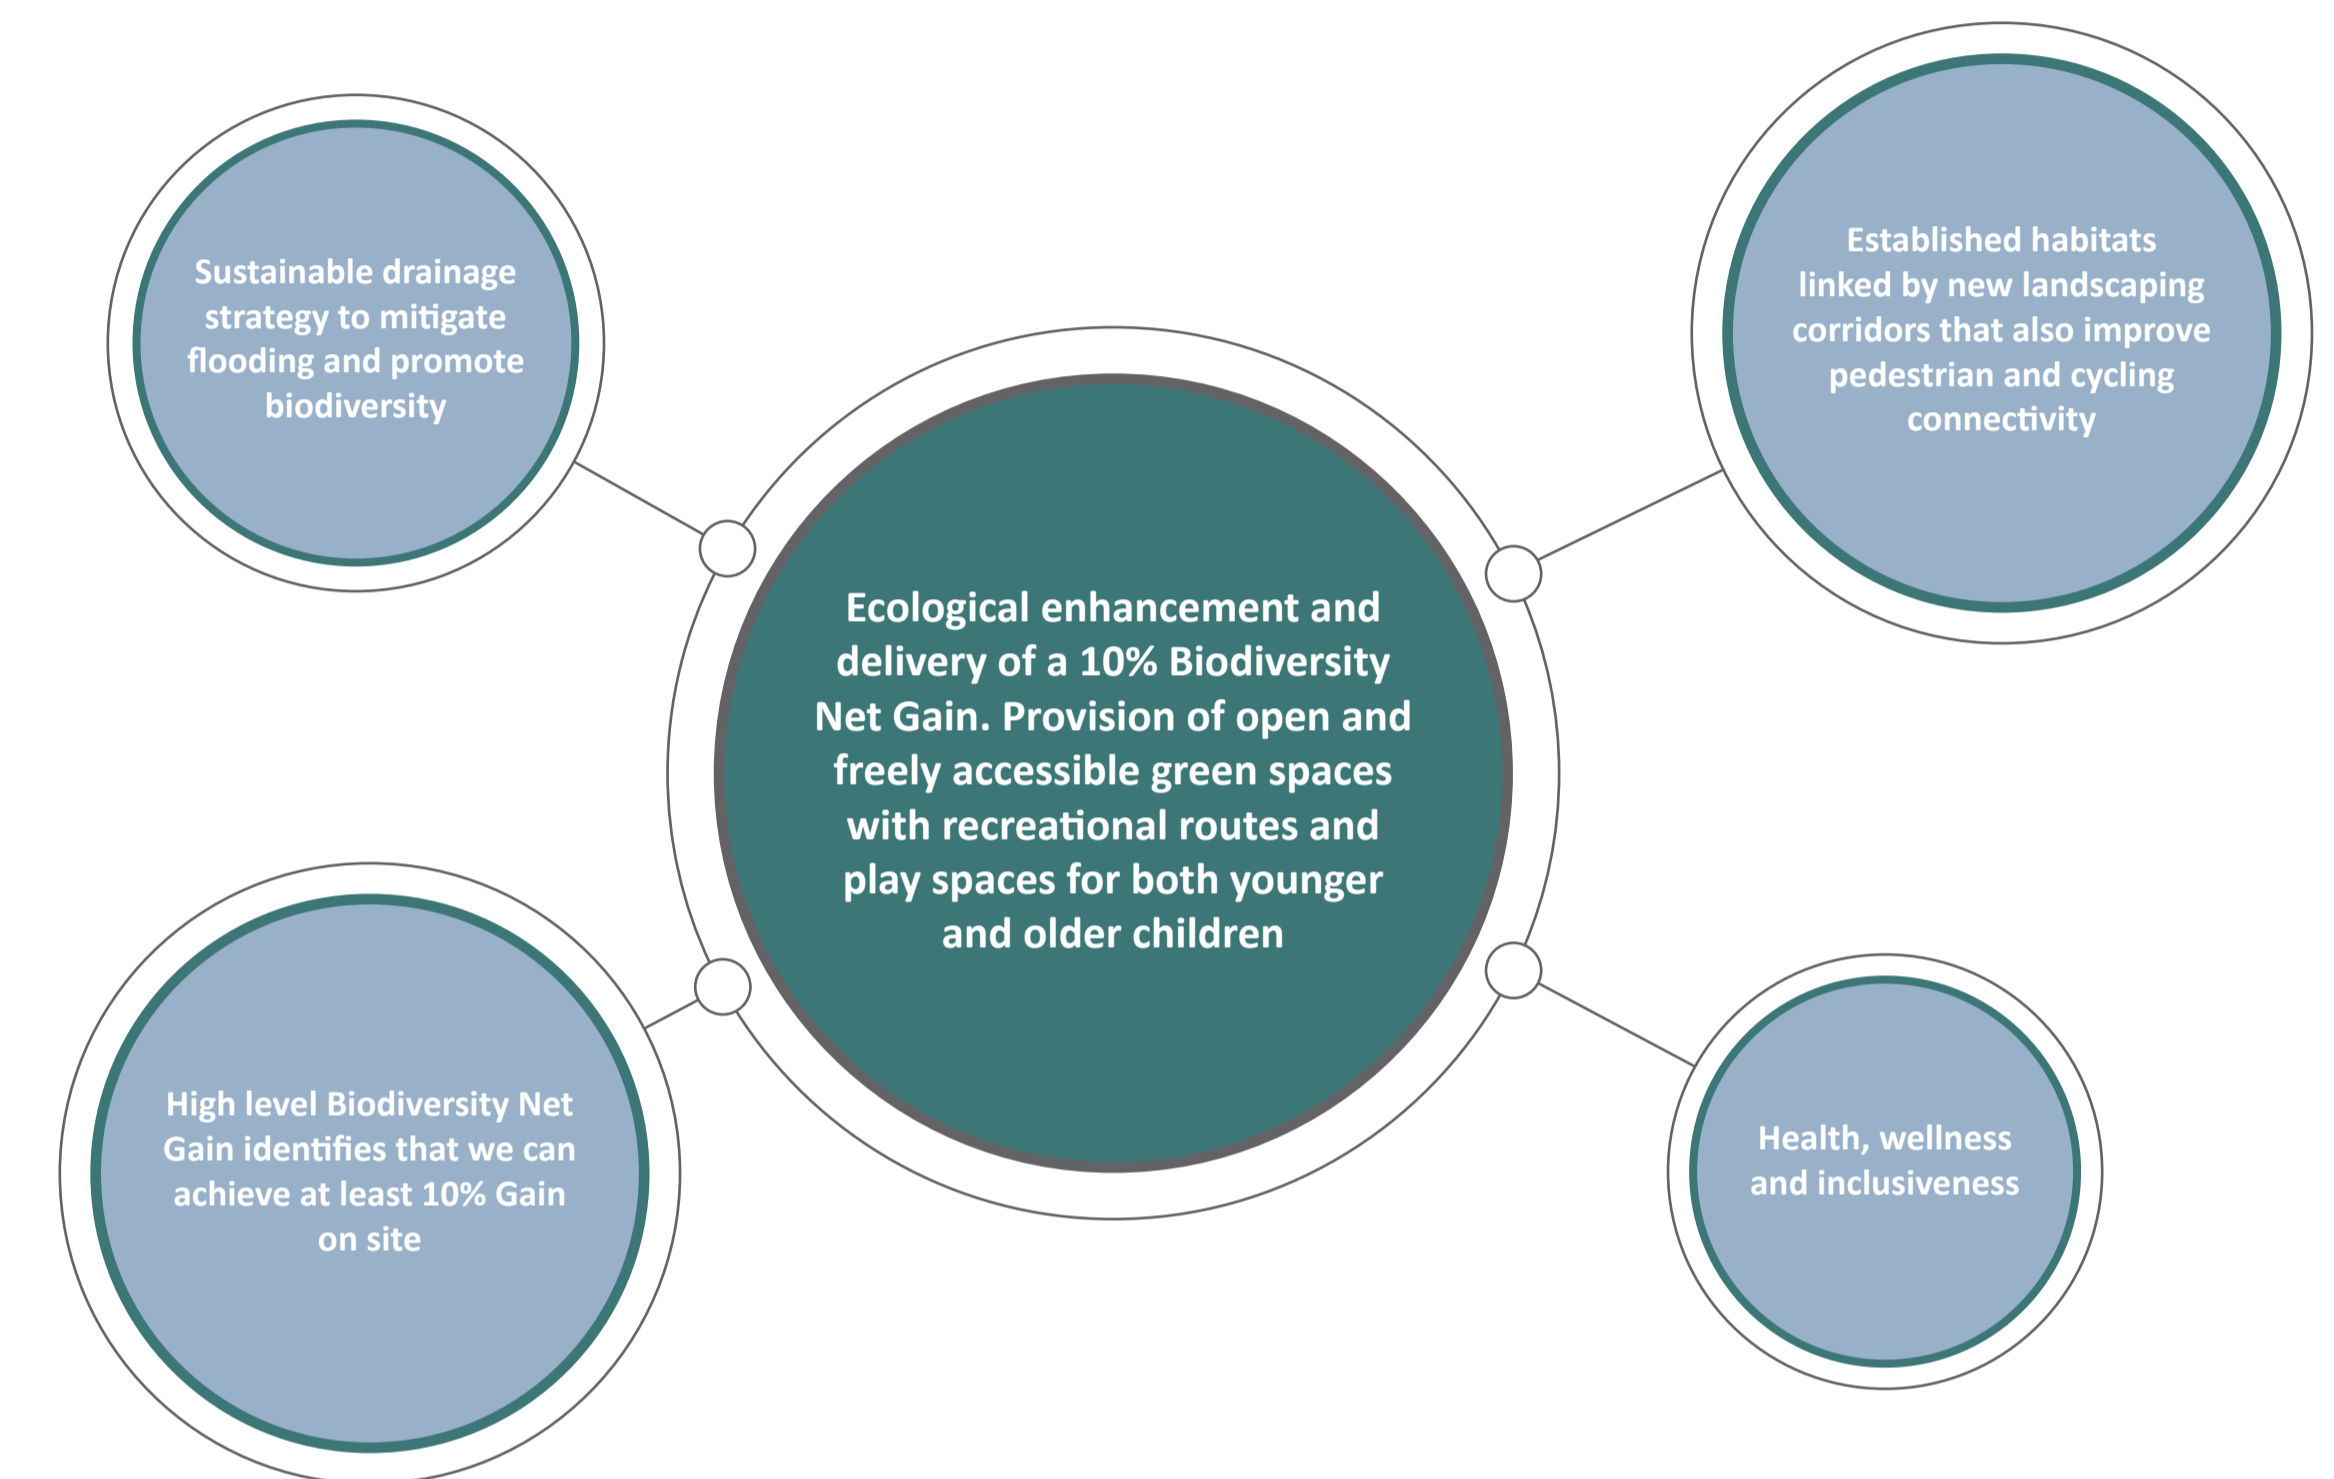 Sustainable drainage
strategy to mitigate
flooding and promote
biodiversity
Established habitats
linked by new landscaping
corridors that also improve
pedestrian and cycling
connectivity
Ecological enhancement and
delivery of a 10% Biodiversity
Net Gain. Provision of open and
freely accessible green spaces
with recreational routes and
play spaces for both younger
and older children
High level Biodiversity Net
Gain identifies that we can
achieve at least 10% Gain
on site
Health, wellness
and inclusiveness